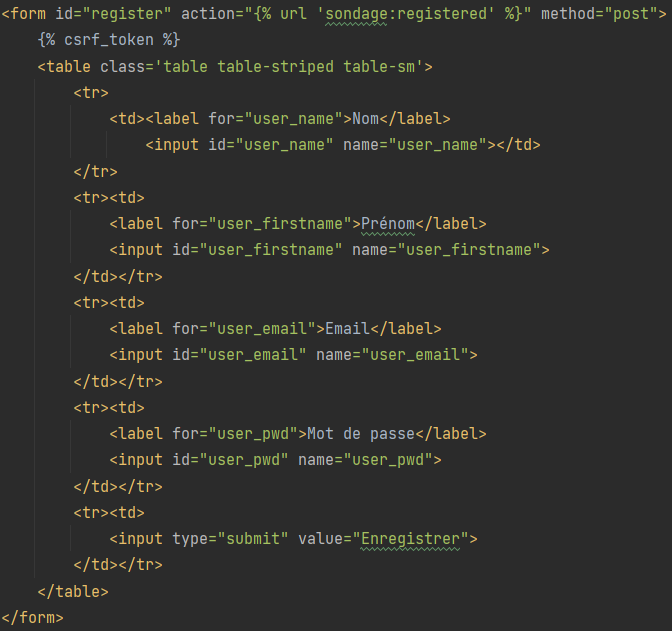 <form id="register" action="{% url 'sondage:registered' %}" method="post">
    {% csrf_token %}
    <table class='table table-striped table-sm'>
        <tr>
            <td><label for="user_name">Nom</label>
                <input id="user_name" name="user_name"></td>
        </tr>
        <tr><td>
            <label for="user_firstname">Prénom</label>
            <input id="user_firstname" name="user_firstname">
        </td></tr>
        <tr><td>
            <label for="user_email">Email</label>
            <input id="user_email" name="user_email">
        </td></tr>
        <tr><td>
            <label for="user_pwd">Mot de passe</label>
            <input id="user_pwd" name="user_pwd">
        </td></tr>
        <tr><td>
            <input type="submit" value="Enregistrer">
        </td></tr>
    </table>
</form>